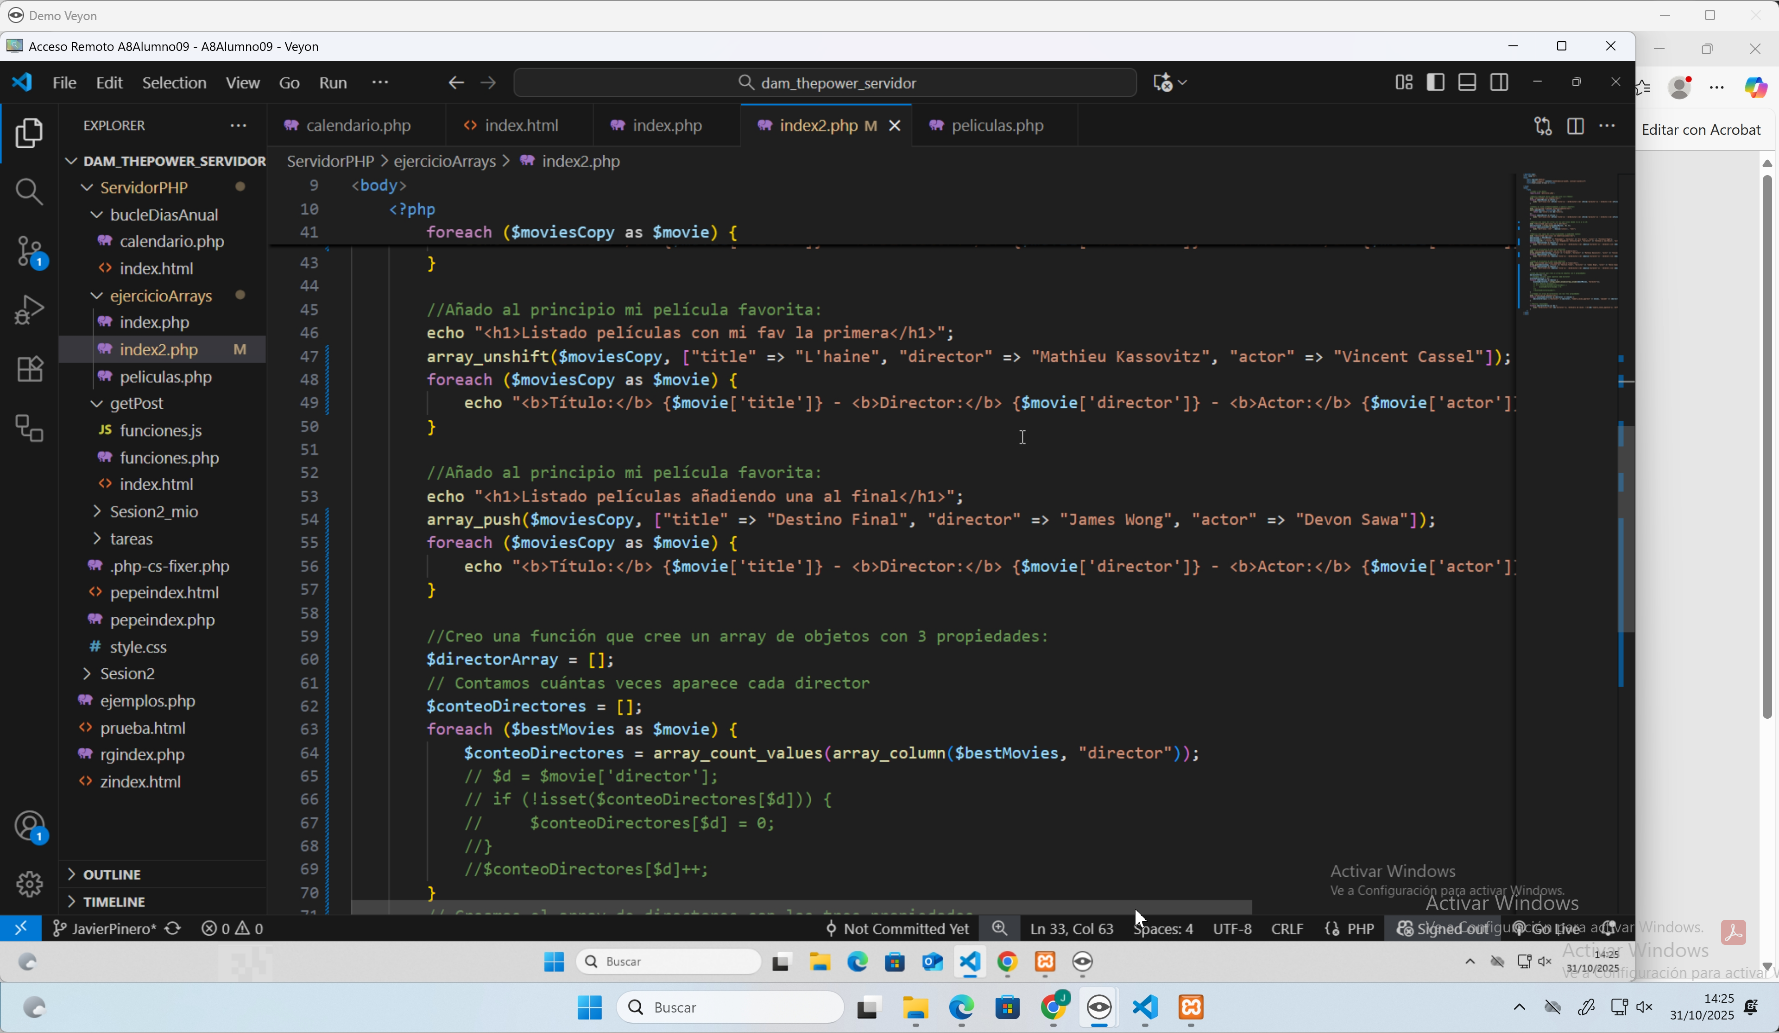 Demo Veyon
Acceso Remoto A8Alumno09 - A8Alumno09 - Veyon
File Edit Selection View Go Run ··· dam_thepower_servidor
EXPLORER ···
calendario.php index.html index.php index2.php M peliculas.php
Editar con Acrobat
DAM_THEPOWER_SERVIDOR
ServidorPHP > ejercicioArrays > index2.php
ServidorPHP
bucleDiasAnual
calendario.php
index.html
ejercicioArrays
index.php
index2.php M
peliculas.php
getPost
funciones.js
funciones.php
index.html
Sesion2_mio
tareas
.php-cs-fixer.php
pepeindex.html
pepeindex.php
style.css
Sesion2
ejemplos.php
prueba.html
rgindex.php
zindex.html
OUTLINE
TIMELINE
9 <body>
10 <?php
41 foreach ($moviesCopy as $movie) {
43 }
44
45 //Añado al principio mi película favorita:
46 echo "<h1>Listado películas con mi fav la primera</h1>";
47 array_unshift($moviesCopy, ["title" => "L'haine", "director" => "Mathieu Kassovitz", "actor" => "Vincent Cassel"]);
48 foreach ($moviesCopy as $movie) {
49 echo "<b>Título:</b> {$movie['title']} - <b>Director:</b> {$movie['director']} - <b>Actor:</b> {$movie['actor']
50 }
51
52 //Añado al principio mi película favorita:
53 echo "<h1>Listado películas añadiendo una al final</h1>";
54 array_push($moviesCopy, ["title" => "Destino Final", "director" => "James Wong", "actor" => "Devon Sawa"]);
55 foreach ($moviesCopy as $movie) {
56 echo "<b>Título:</b> {$movie['title']} - <b>Director:</b> {$movie['director']} - <b>Actor:</b> {$movie['actor']
57 }
58
59 //Creo una función que cree un array de objetos con 3 propiedades:
60 $directorArray = [];
61 // Contamos cuántas veces aparece cada director
62 $conteoDirectores = [];
63 foreach ($bestMovies as $movie) {
64 $conteoDirectores = array_count_values(array_column($bestMovies, "director"));
65 // $d = $movie['director'];
66 // if (!isset($conteoDirectores[$d])) {
67 // $conteoDirectores[$d] = 0;
68 //}
69 //$conteoDirectores[$d]++;
70 }
Activar Windows
Ve a Configuración para activar Windows.
Activar Windows
JavierPinero* 0 0 Not Committed Yet Ln 33, Col 63 Spaces: 4 UTF-8 CRLF PHP Signed out Go Live
Activar Windows
Buscar
14:25
31/10/2025
Buscar
14:25
31/10/2025